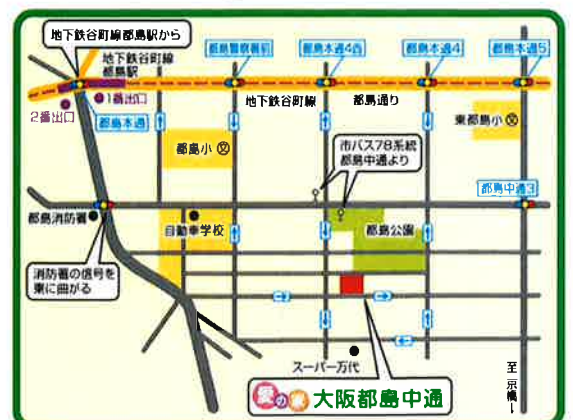 地下鉄谷町線都島駅から
地下鉄谷町線
都島駅
都島警察署前
都島本通4西
都島本通4
都島本通5
1番出口
2番出口
都島本通
地下鉄谷町線
都島通り
東都島小
都島小
市バス78系統
都島中通より
都島中通3
都島消防署
自動車学校
都島公園
消防署の信号を
東に曲がる
スーパー万代
至 京橋
愛の家 大阪都島中通